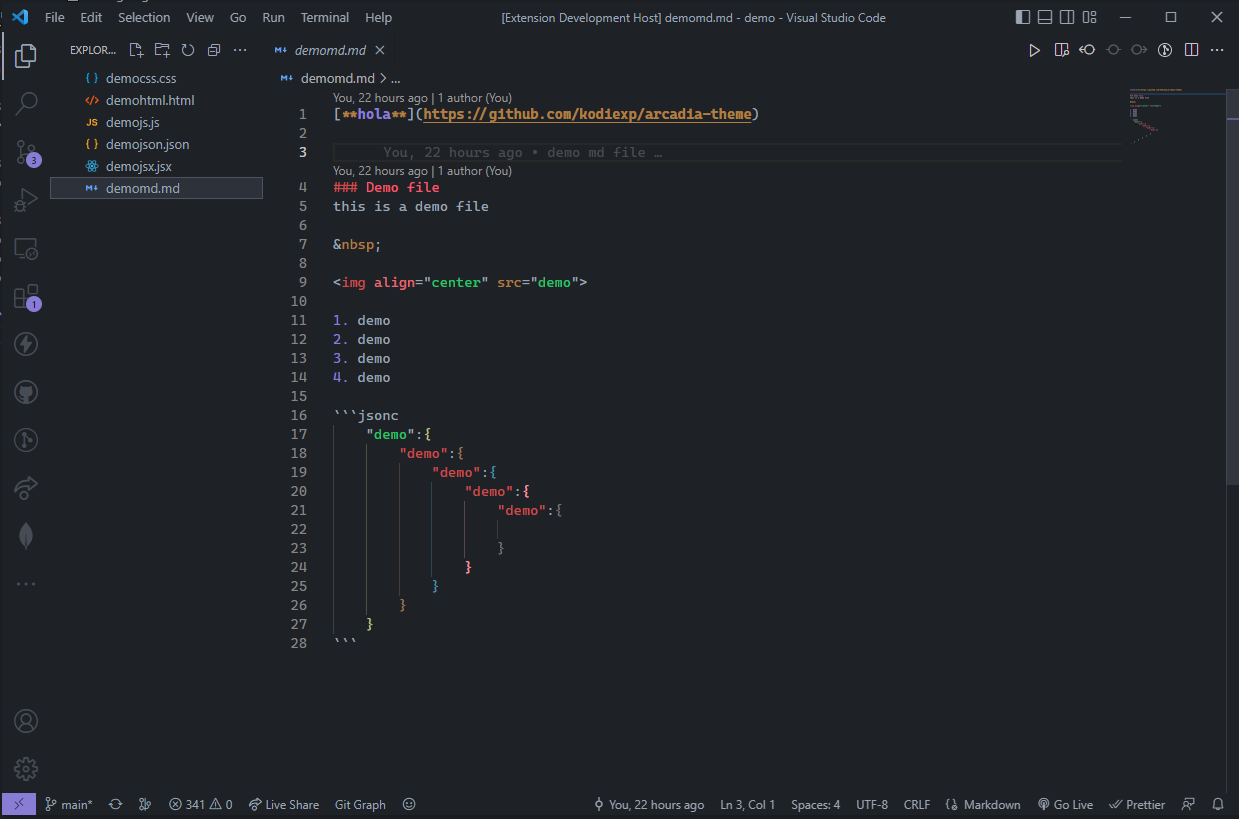 File Edit Selection View Go Run Terminal Help [Extension Development Host] demomd.md - demo - Visual Studio Code
EXPLOR... ··· M↓ demomd.md
{ } democss.css
</> demohtml.html
JS demojs.js
{ } demojson.json
demojsx.jsx
M↓ demomd.md
3
1
···
M↓ demomd.md > ...
You, 22 hours ago | 1 author (You)
1 [**hola**](https://github.com/kodiexp/arcadia-theme)
2
3 You, 22 hours ago • demo md file …
You, 22 hours ago | 1 author (You)
4 ### Demo file
5 this is a demo file
6
7 &nbsp;
8
9 <img align="center" src="demo">
10
11 1. demo
12 2. demo
13 3. demo
14 4. demo
15
16 ```jsonc
17 "demo":{
18 "demo":{
19 "demo":{
20 "demo":{
21 "demo":{
22
23 }
24 }
25 }
26 }
27 }
28 ```
main* 341 0 Live Share Git Graph You, 22 hours ago Ln 3, Col 1 Spaces: 4 UTF-8 CRLF Markdown Go Live Prettier